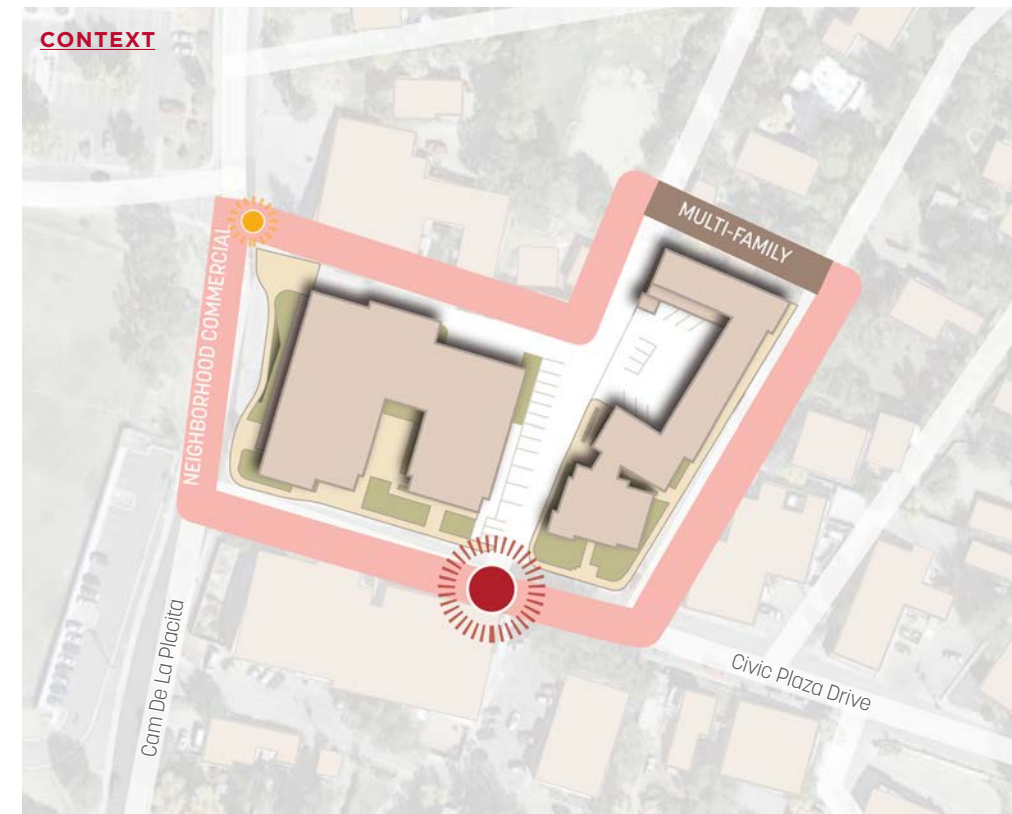 CONTEXT
MULTI-FAMILY
NEIGHBORHOOD COMMERCIAL
Cam De La Placita
Civic Plaza Drive